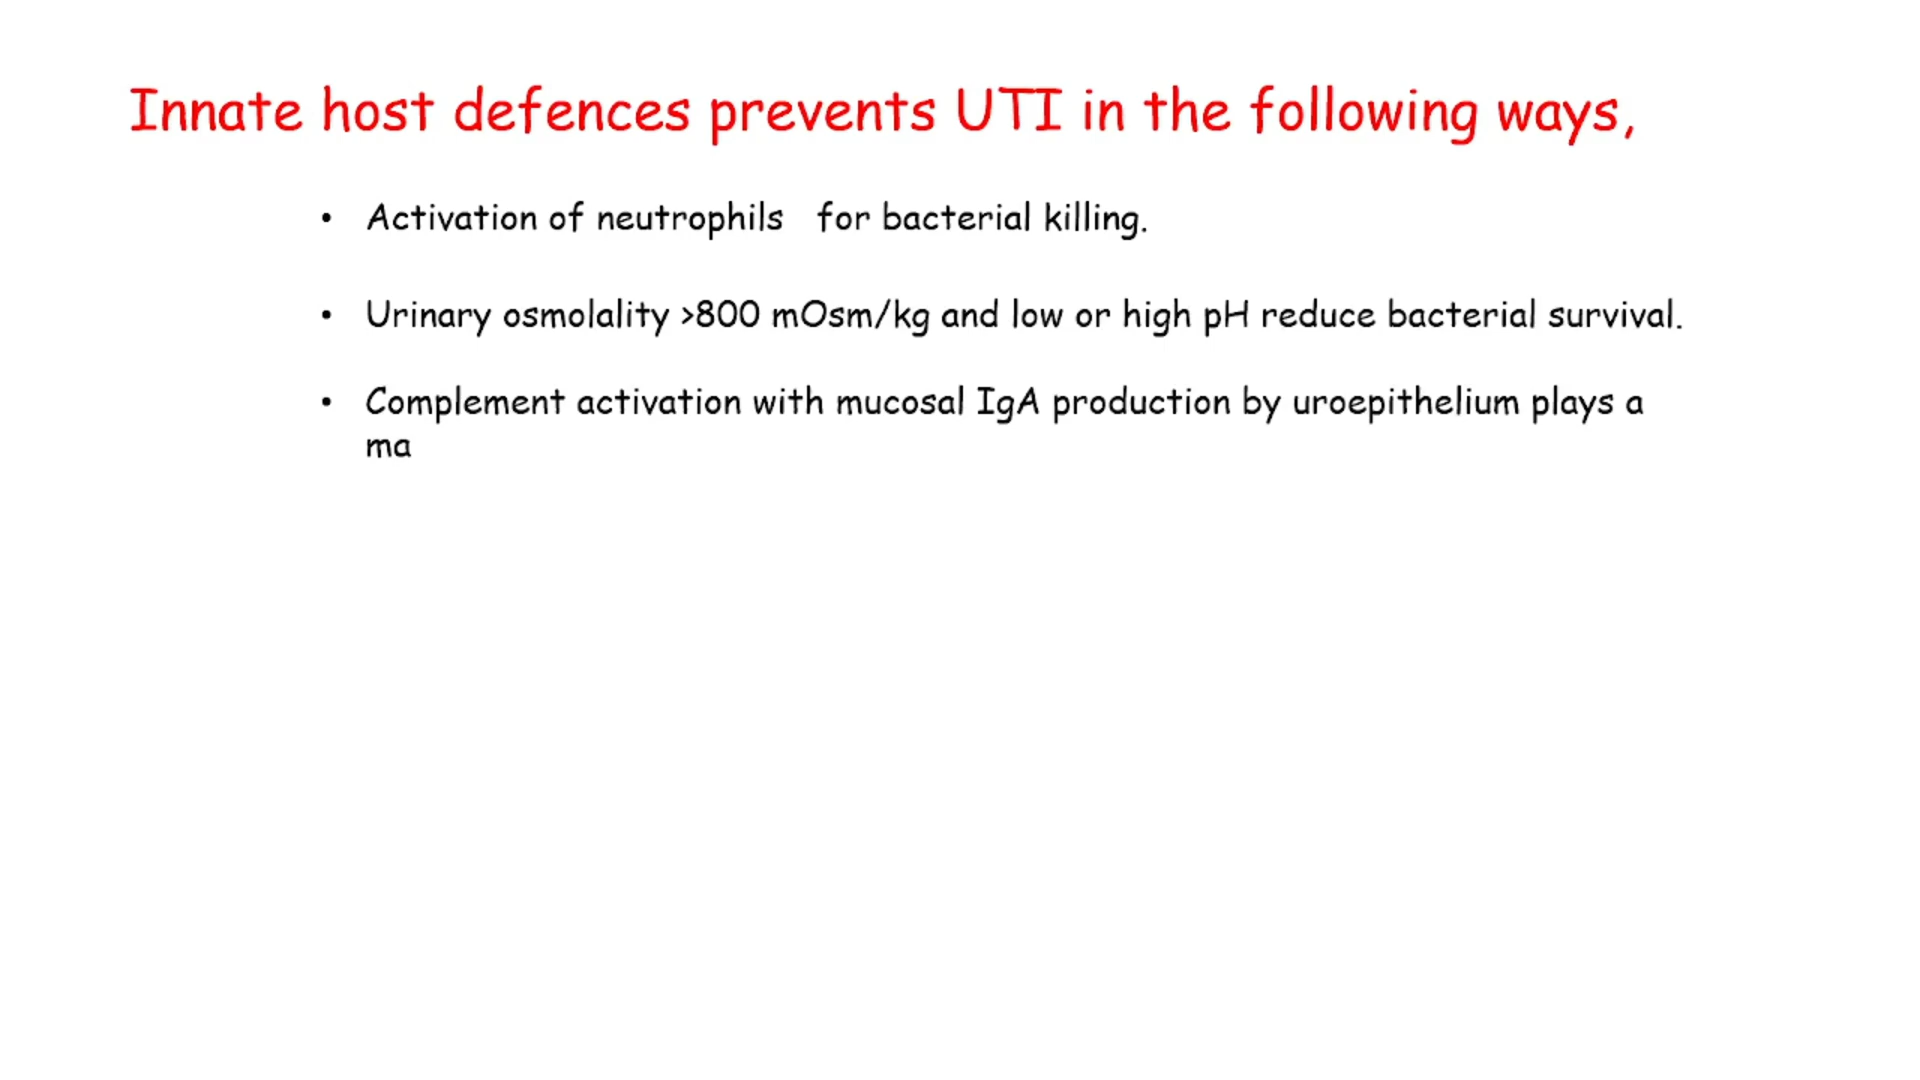 Innate host defences prevents UTI in the following ways,
• Activation of neutrophils for bacterial killing.
• Urinary osmolality >800 mOsm/kg and low or high pH reduce bacterial survival.
• Complement activation with mucosal IgA production by uroepithelium plays a
ma